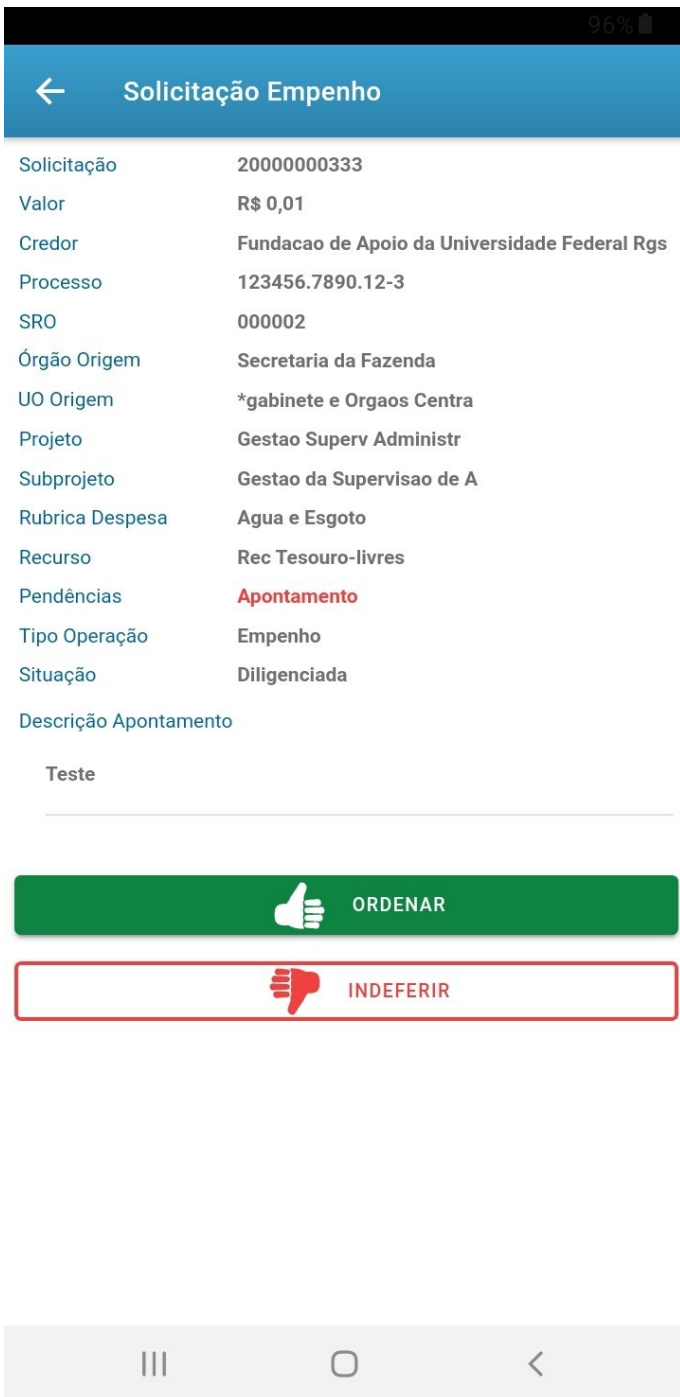 96%
Solicitação Empenho
Solicitação 20000000333
Valor R$ 0,01
Credor Fundacao de Apoio da Universidade Federal Rgs
Processo 123456.7890.12-3
SRO 000002
Órgão Origem Secretaria da Fazenda
UO Origem *gabinete e Orgaos Centra
Projeto Gestao Superv Administr
Subprojeto Gestao da Supervisao de A
Rubrica Despesa Agua e Esgoto
Recurso Rec Tesouro-livres
Pendências Apontamento
Tipo Operação Empenho
Situação Diligenciada
Descrição Apontamento
Teste
ORDENAR
INDEFERIR